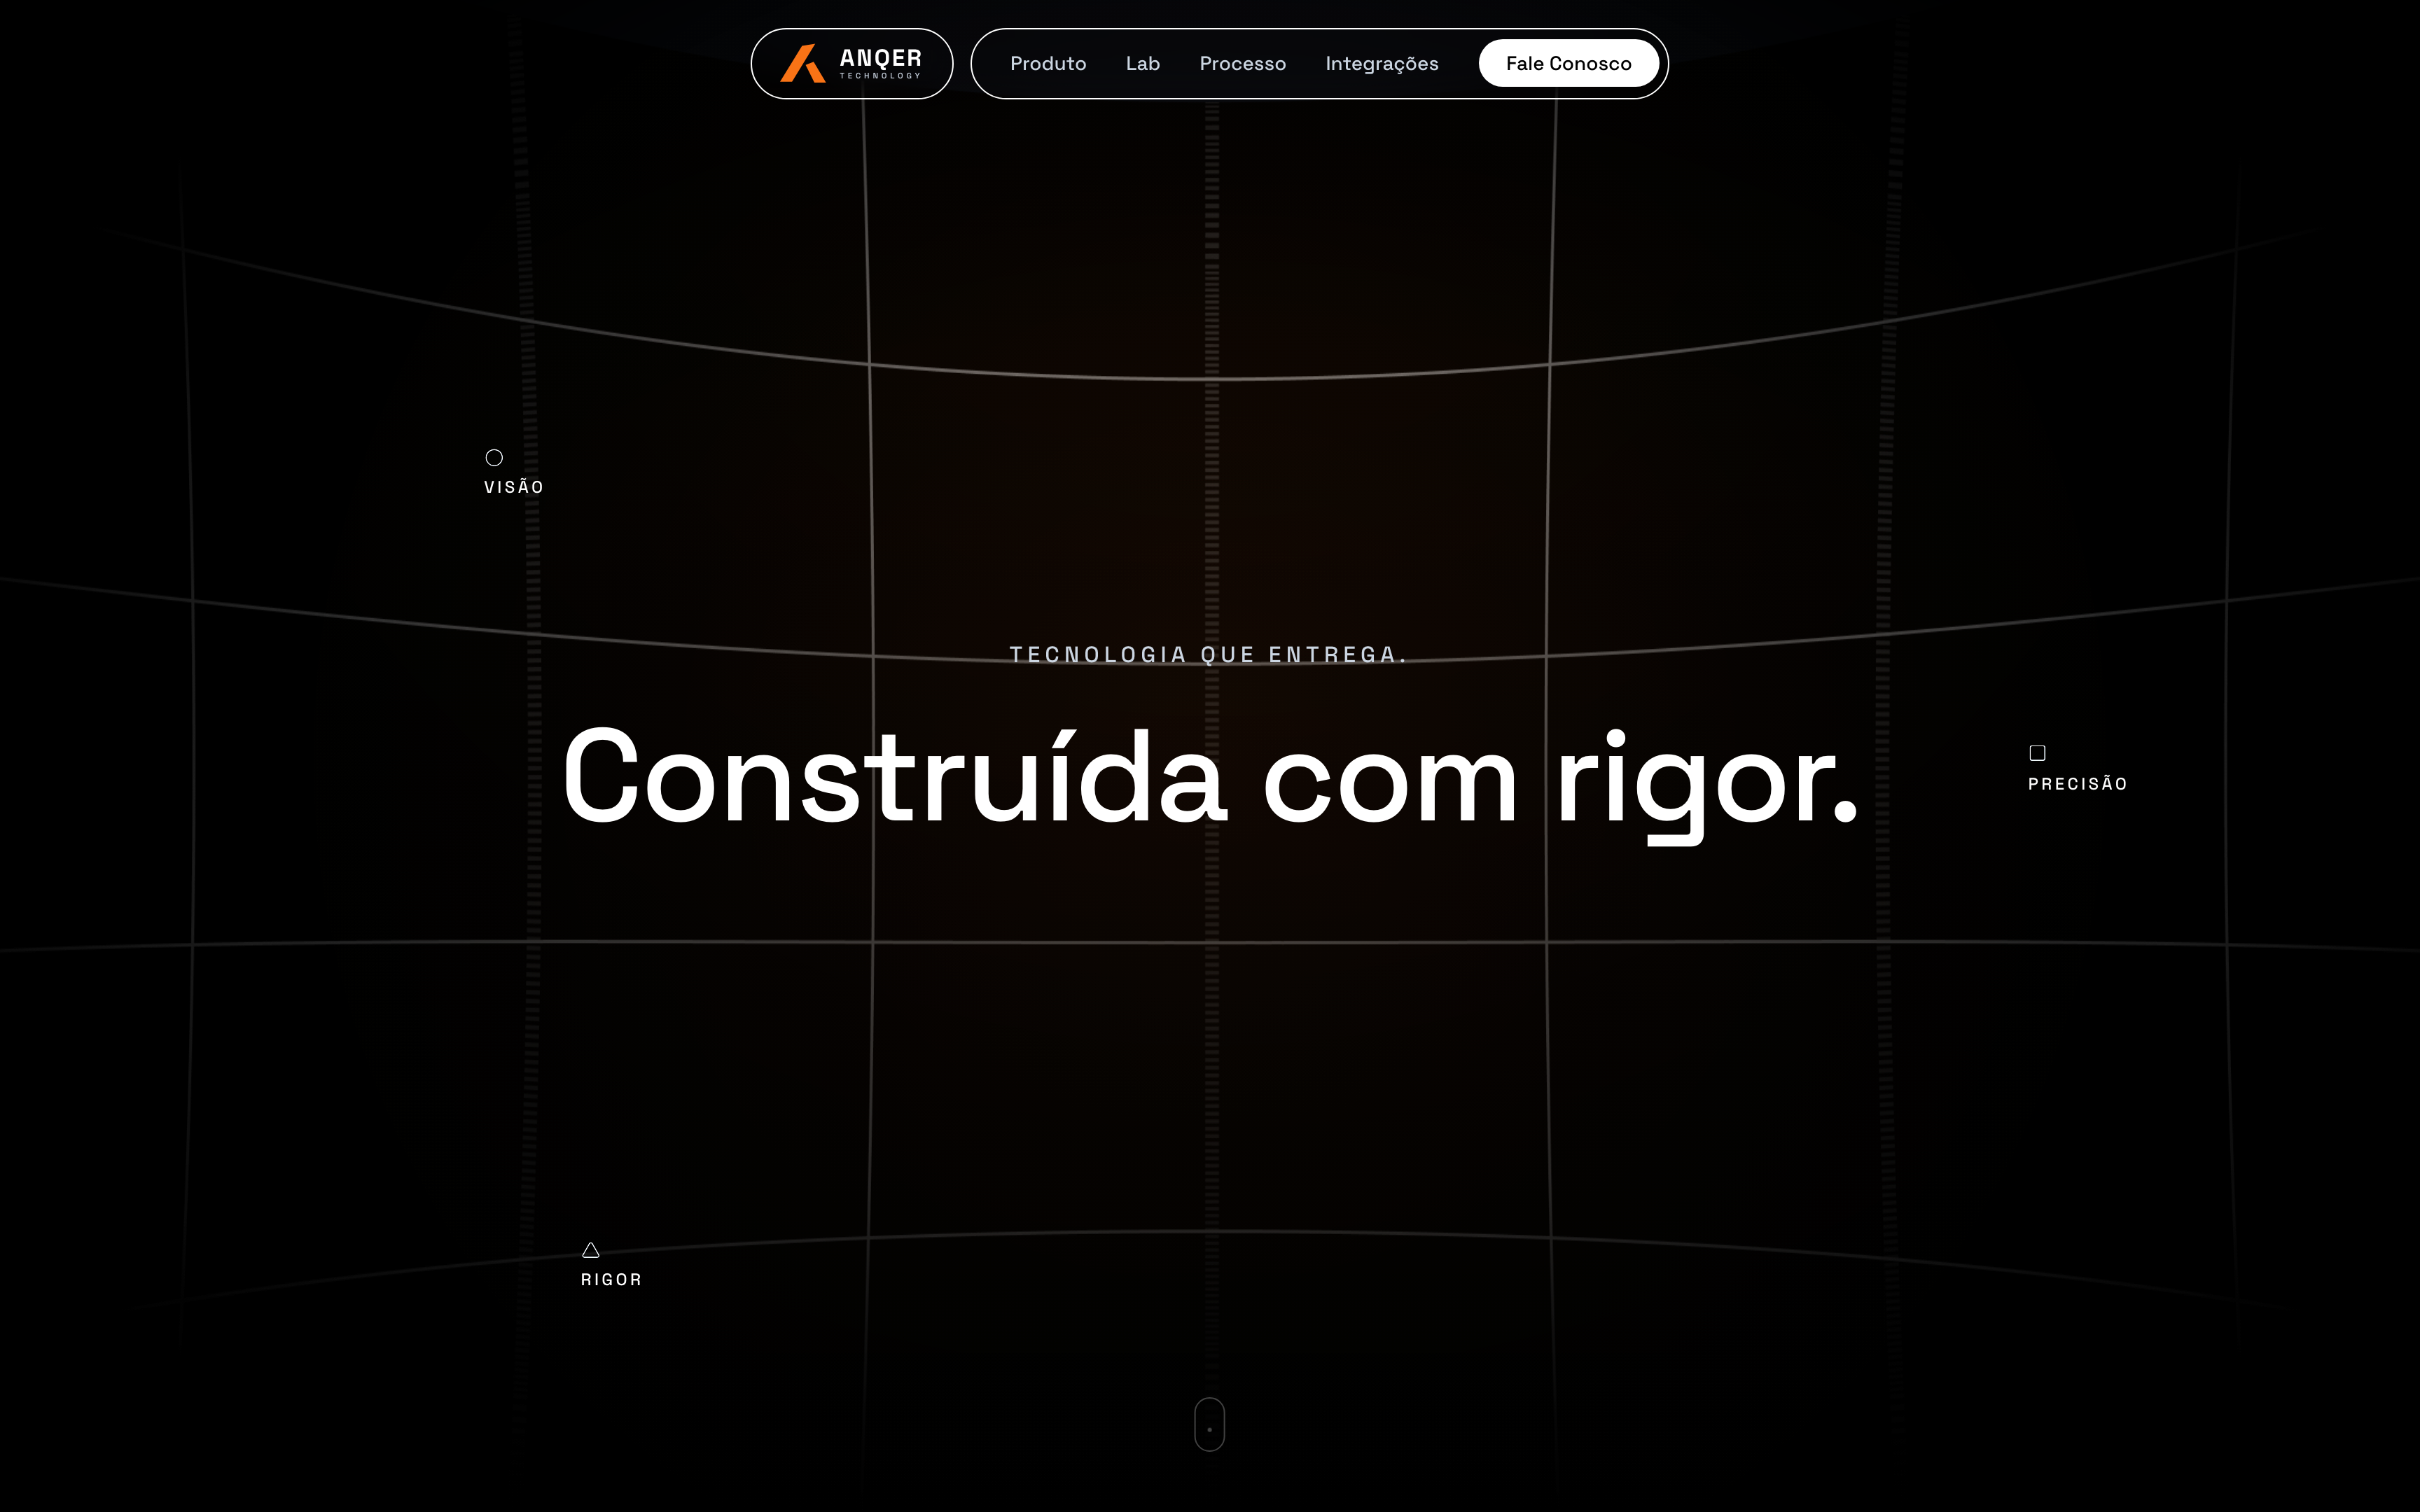 ANQER
TECHNOLOGY
Produto Lab Processo Integrações Fale Conosco
VISÃO
TECNOLOGIA QUE ENTREGA.
Construída com rigor.
PRECISÃO
RIGOR